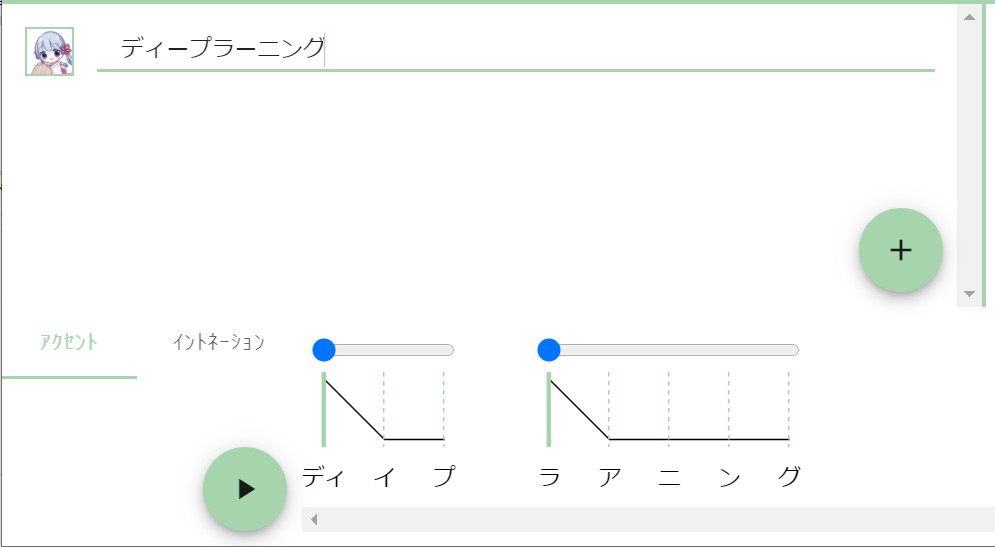 ディープラーニング
アクセント
イントネーション
ディ イ プ ラ ア ニ ン グ